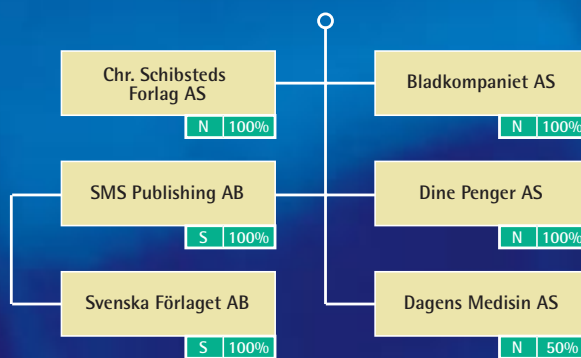 Chr. Schibsteds
Forlag AS
N 100%
Bladkompaniet AS
N 100%
SMS Publishing AB
S 100%
Dine Penger AS
N 100%
Svenska Förlaget AB
S 100%
Dagens Medisin AS
N 50%